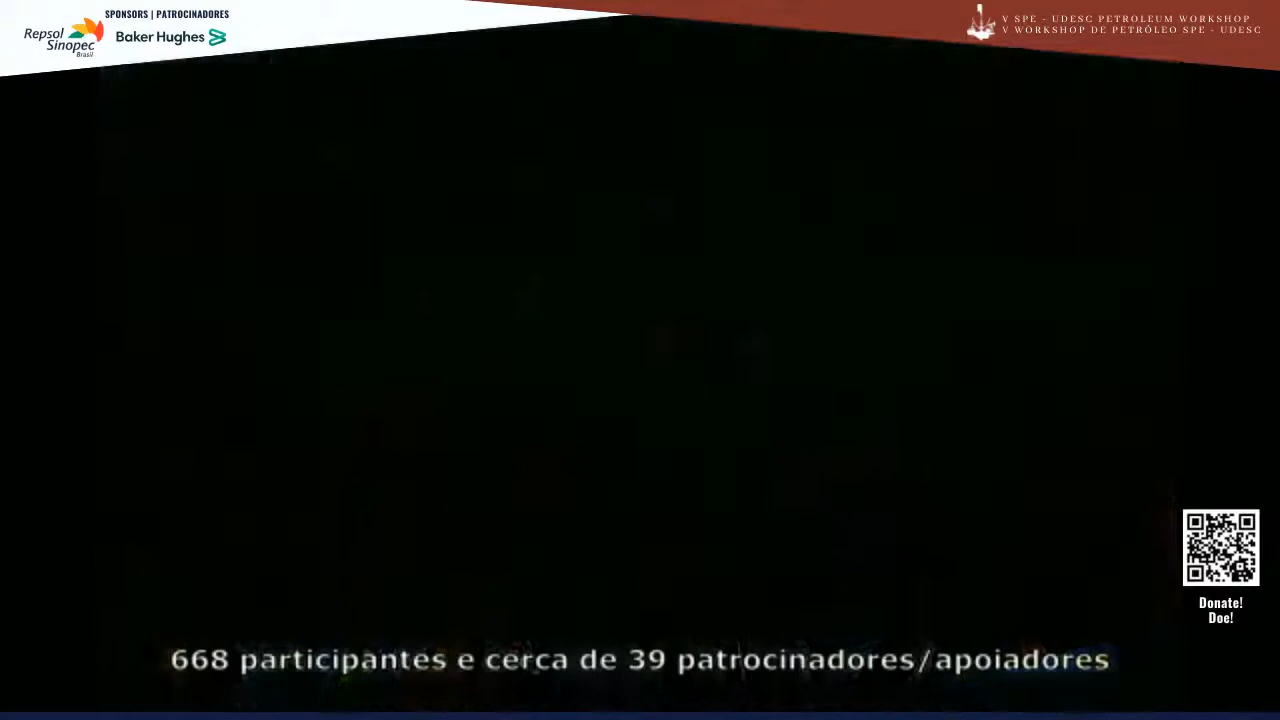 SPONSORS | PATROCINADORES
Repsol
Sinopec
Brasil
Baker Hughes
V SPE - UDESC PETROLEUM WORKSHOP
V WORKSHOP DE PETRÓLEO SPE - UDESC
Donate!
Doe!
668 participantes e cerca de 39 patrocinadores/apoiadores